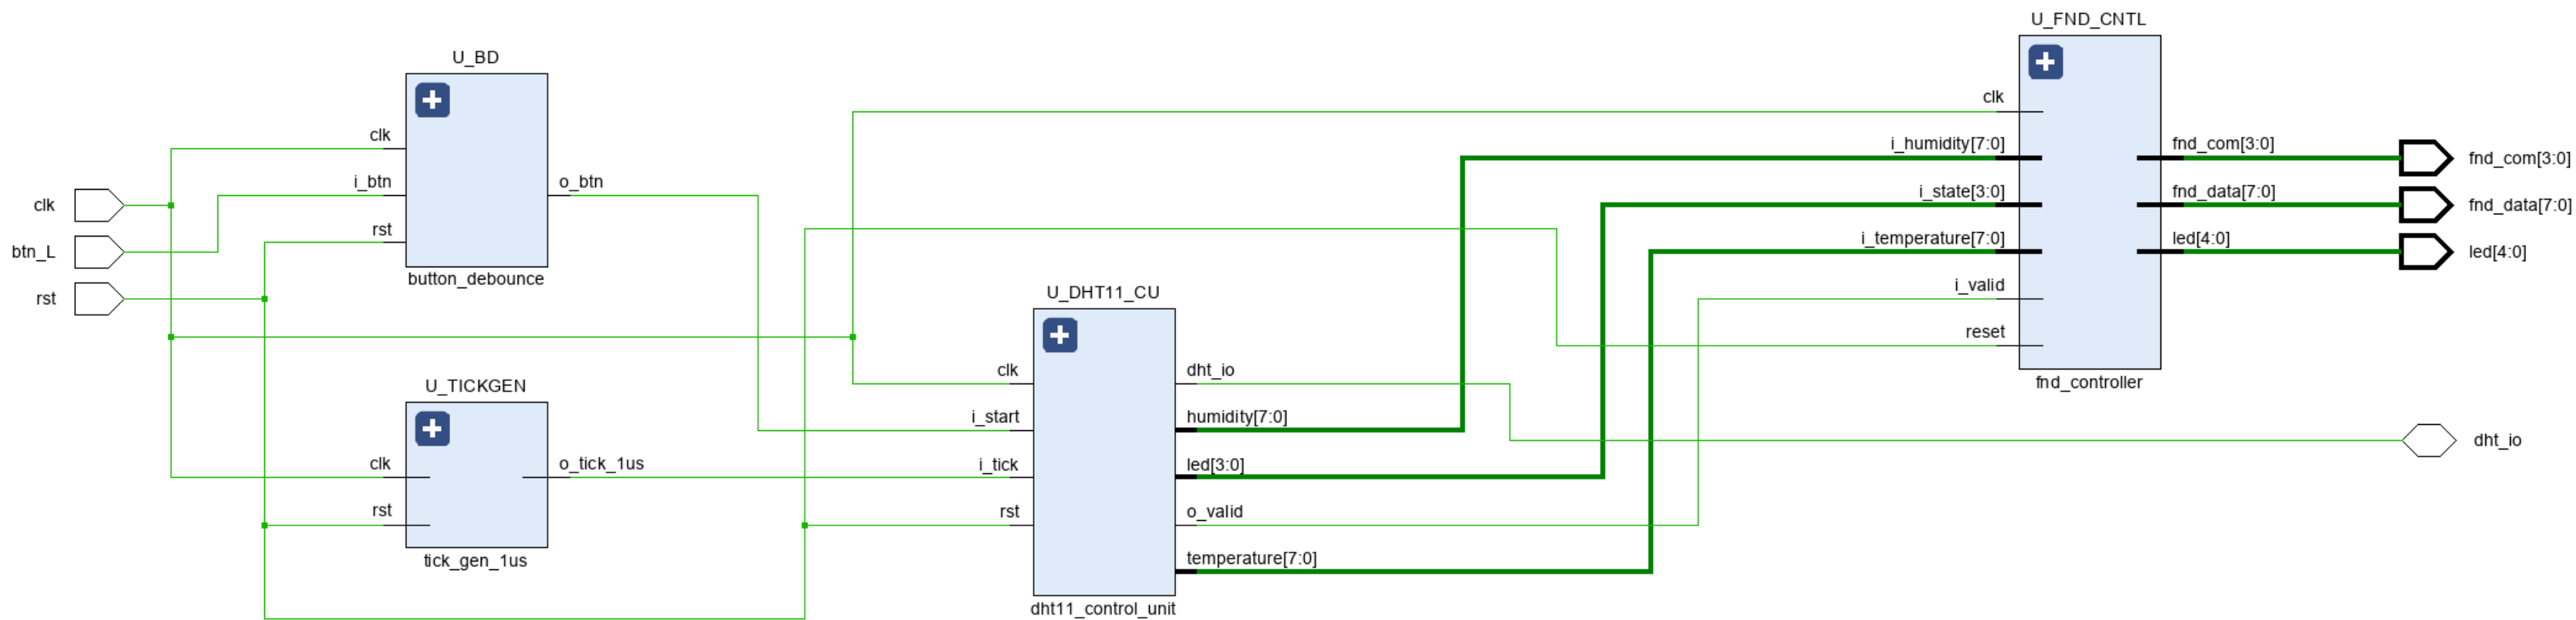 clk
btn_L
rst
U_BD
clk
i_btn
rst
o_btn
button_debounce
U_TICKGEN
clk
rst
o_tick_1us
tick_gen_1us
U_DHT11_CU
clk
i_start
i_tick
rst
dht_io
humidity[7:0]
led[3:0]
o_valid
temperature[7:0]
dht11_control_unit
U_FND_CNTL
clk
i_humidity[7:0]
i_state[3:0]
i_temperature[7:0]
i_valid
reset
fnd_com[3:0]
fnd_data[7:0]
led[4:0]
fnd_controller
fnd_com[3:0]
fnd_data[7:0]
led[4:0]
dht_io